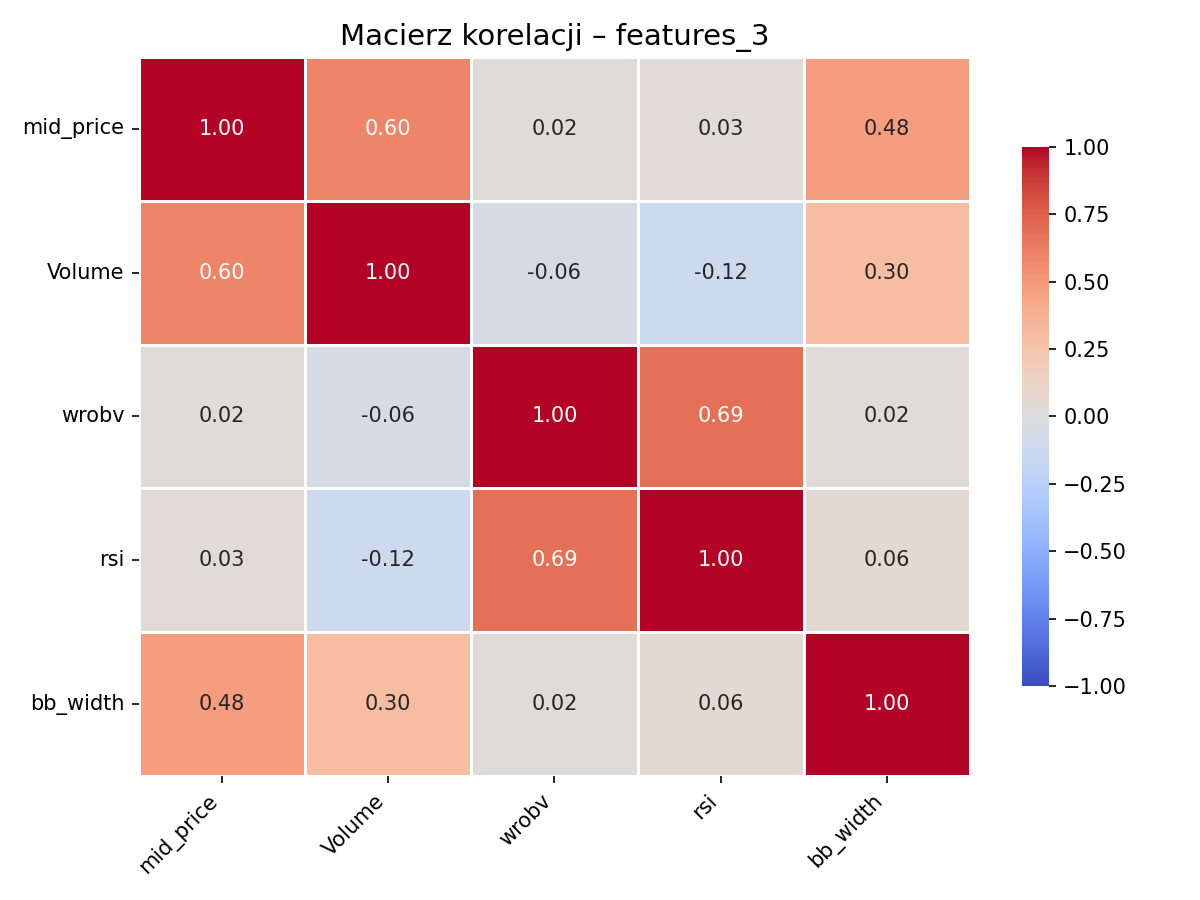 Macierz korelacji – features_3
mid_price 1.00 0.60 0.02 0.03 0.48
Volume 0.60 1.00 -0.06 -0.12 0.30
wrobv 0.02 -0.06 1.00 0.69 0.02
rsi 0.03 -0.12 0.69 1.00 0.06
bb_width 0.48 0.30 0.02 0.06 1.00
mid_price Volume wrobv rsi bb_width
1.00
0.75
0.50
0.25
0.00
−0.25
−0.50
−0.75
−1.00